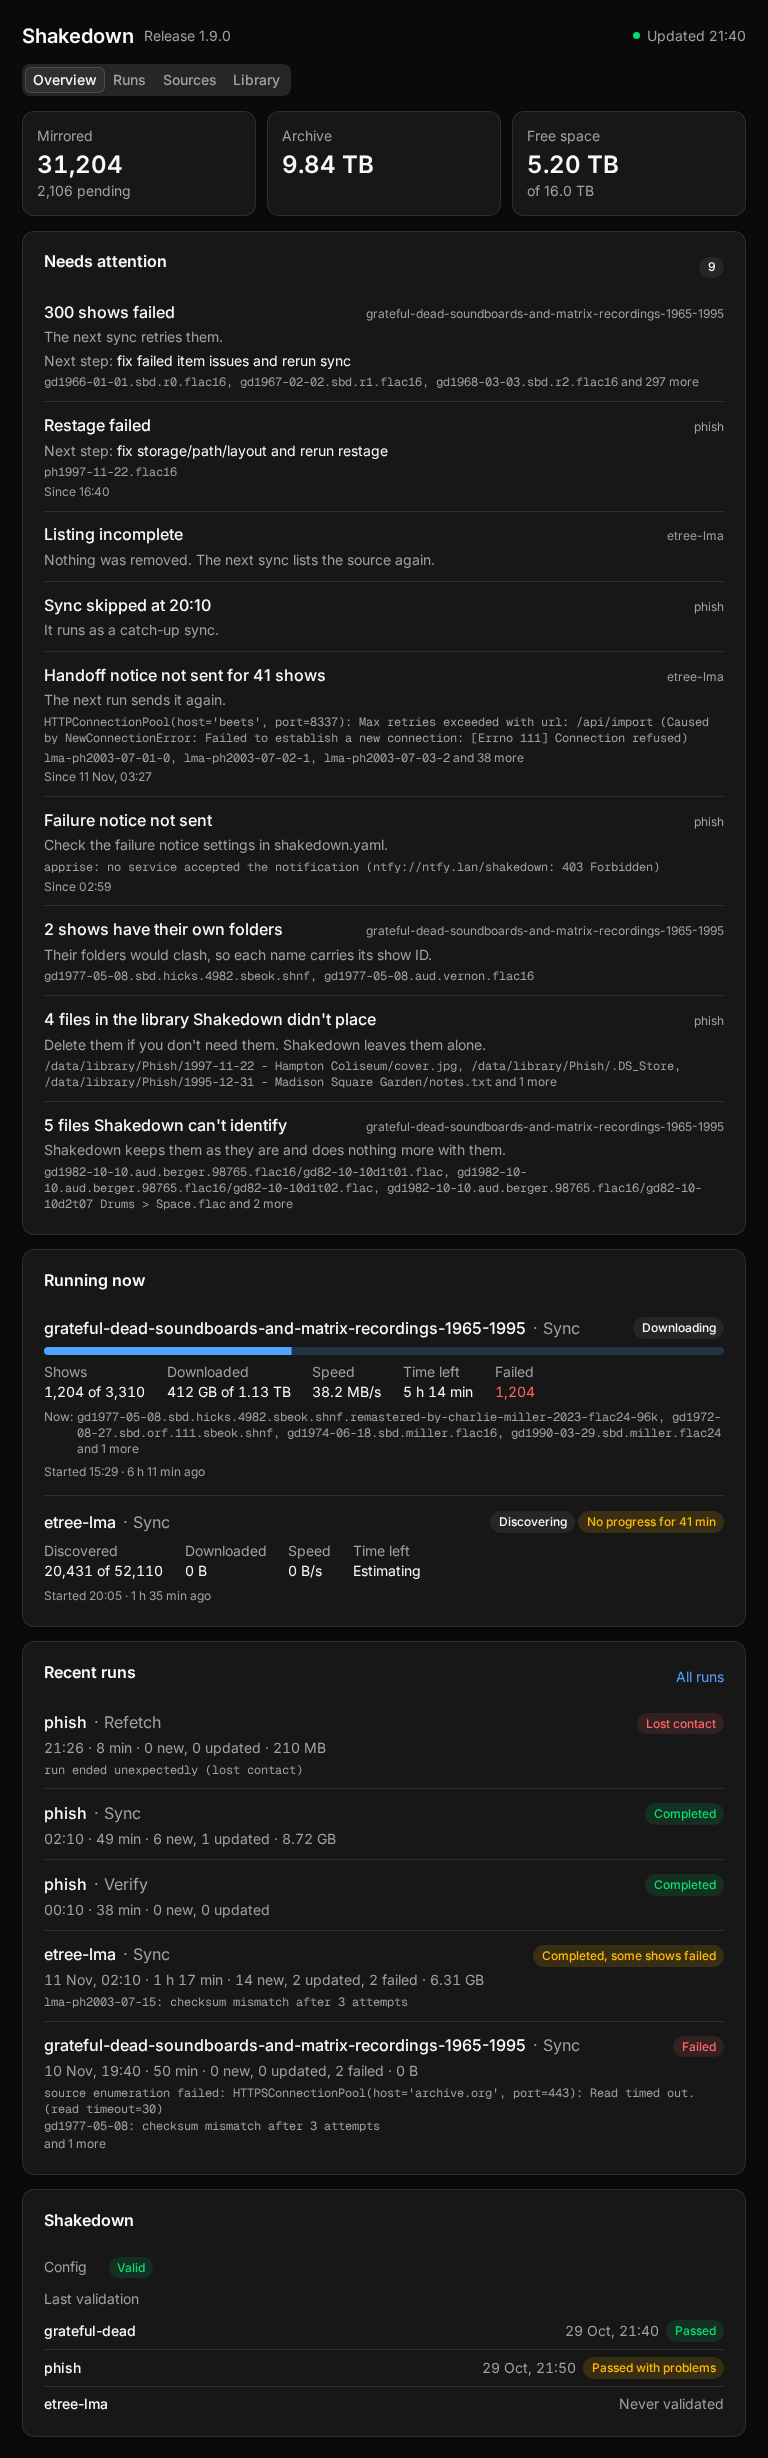 Shakedown Release 1.9.0
Updated 21:40
Overview Runs Sources Library
Mirrored
31,204
2,106 pending
Archive
9.84 TB
Free space
5.20 TB
of 16.0 TB
Needs attention
9
300 shows failed
grateful-dead-soundboards-and-matrix-recordings-1965-1995
The next sync retries them.
Next step: fix failed item issues and rerun sync
gd1966-01-01.sbd.r0.flac16, gd1967-02-02.sbd.r1.flac16, gd1968-03-03.sbd.r2.flac16 and 297 more
Restage failed
phish
Next step: fix storage/path/layout and rerun restage
ph1997-11-22.flac16
Since 16:40
Listing incomplete
etree-lma
Nothing was removed. The next sync lists the source again.
Sync skipped at 20:10
phish
It runs as a catch-up sync.
Handoff notice not sent for 41 shows
etree-lma
The next run sends it again.
HTTPConnectionPool(host='beets', port=8337): Max retries exceeded with url: /api/import (Caused
by NewConnectionError: Failed to establish a new connection: [Errno 111] Connection refused)
lma-ph2003-07-01-0, lma-ph2003-07-02-1, lma-ph2003-07-03-2 and 38 more
Since 11 Nov, 03:27
Failure notice not sent
phish
Check the failure notice settings in shakedown.yaml.
apprise: no service accepted the notification (ntfy://ntfy.lan/shakedown: 403 Forbidden)
Since 02:59
2 shows have their own folders
grateful-dead-soundboards-and-matrix-recordings-1965-1995
Their folders would clash, so each name carries its show ID.
gd1977-05-08.sbd.hicks.4982.sbeok.shnf, gd1977-05-08.aud.vernon.flac16
4 files in the library Shakedown didn't place
phish
Delete them if you don't need them. Shakedown leaves them alone.
/data/library/Phish/1997-11-22 - Hampton Coliseum/cover.jpg, /data/library/Phish/.DS_Store,
/data/library/Phish/1995-12-31 - Madison Square Garden/notes.txt and 1 more
5 files Shakedown can't identify
grateful-dead-soundboards-and-matrix-recordings-1965-1995
Shakedown keeps them as they are and does nothing more with them.
gd1982-10-10.aud.berger.98765.flac16/gd82-10-10d1t01.flac, gd1982-10-
10.aud.berger.98765.flac16/gd82-10-10d1t02.flac, gd1982-10-10.aud.berger.98765.flac16/gd82-10-
10d2t07 Drums > Space.flac and 2 more
Running now
grateful-dead-soundboards-and-matrix-recordings-1965-1995 · Sync
Downloading
Shows Downloaded Speed Time left Failed
1,204 of 3,310 412 GB of 1.13 TB 38.2 MB/s 5 h 14 min 1,204
Now: gd1977-05-08.sbd.hicks.4982.sbeok.shnf.remastered-by-charlie-miller-2023-flac24-96k, gd1972-
08-27.sbd.orf.111.sbeok.shnf, gd1974-06-18.sbd.miller.flac16, gd1990-03-29.sbd.miller.flac24
and 1 more
Started 15:29 · 6 h 11 min ago
etree-lma · Sync
Discovering No progress for 41 min
Discovered Downloaded Speed Time left
20,431 of 52,110 0 B 0 B/s Estimating
Started 20:05 · 1 h 35 min ago
Recent runs
All runs
phish · Refetch
Lost contact
21:26 · 8 min · 0 new, 0 updated · 210 MB
run ended unexpectedly (lost contact)
phish · Sync
Completed
02:10 · 49 min · 6 new, 1 updated · 8.72 GB
phish · Verify
Completed
00:10 · 38 min · 0 new, 0 updated
etree-lma · Sync
Completed, some shows failed
11 Nov, 02:10 · 1 h 17 min · 14 new, 2 updated, 2 failed · 6.31 GB
lma-ph2003-07-15: checksum mismatch after 3 attempts
grateful-dead-soundboards-and-matrix-recordings-1965-1995 · Sync
Failed
10 Nov, 19:40 · 50 min · 0 new, 0 updated, 2 failed · 0 B
source enumeration failed: HTTPSConnectionPool(host='archive.org', port=443): Read timed out.
(read timeout=30)
gd1977-05-08: checksum mismatch after 3 attempts
and 1 more
Shakedown
Config Valid
Last validation
grateful-dead 29 Oct, 21:40 Passed
phish 29 Oct, 21:50 Passed with problems
etree-lma Never validated